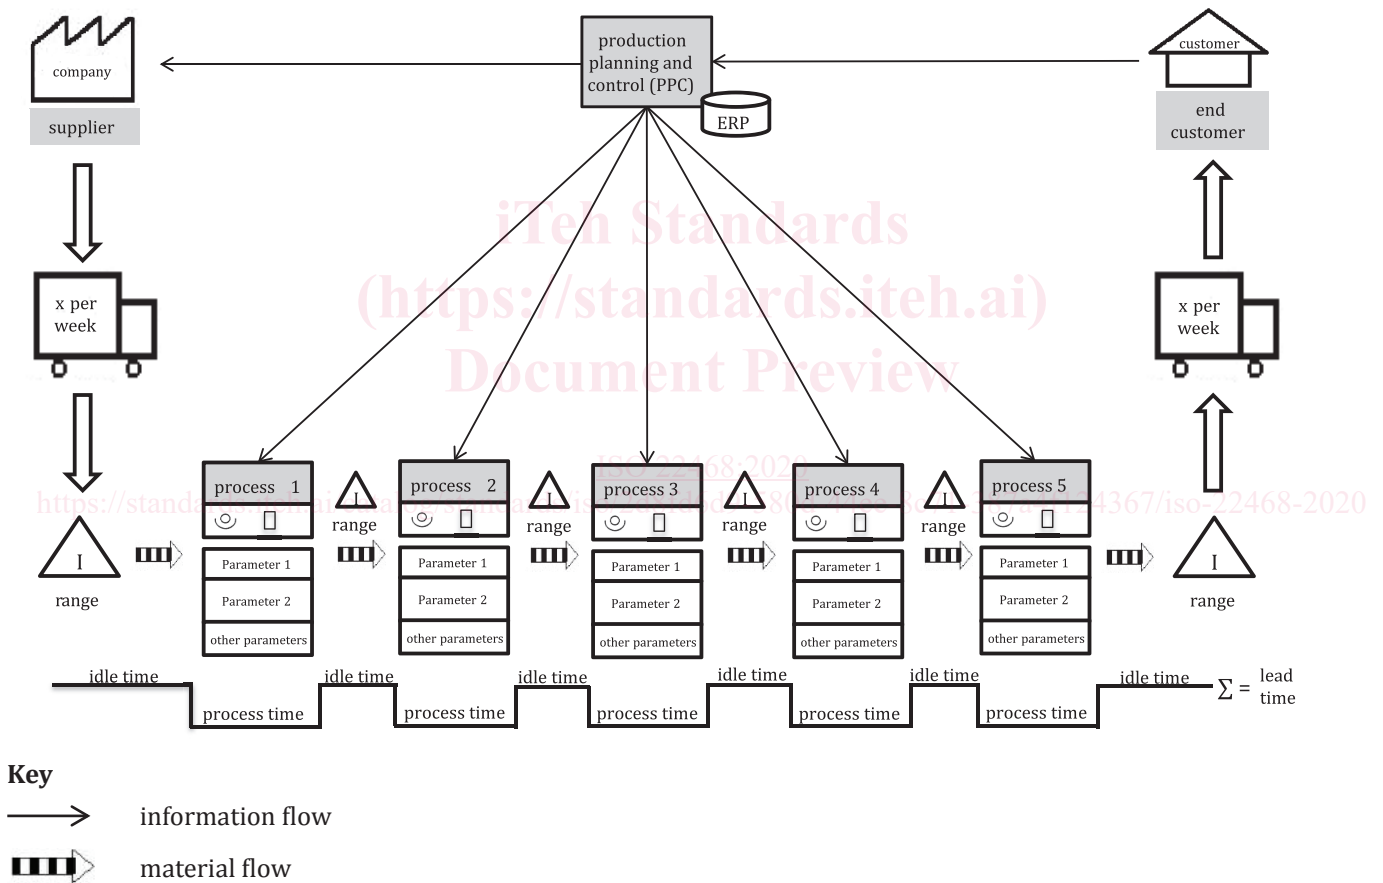 company
supplier
production
planning and
control (PPC)
ERP
customer
end
customer
iTeh Standards
(https://standards.iteh.ai)
Document Preview
ISO 22468:2020
x per
week
x per
week
process 1
process 2
process 3
process 4
process 5
I
range
I
range
I
range
I
range
I
range
I
range
Parameter 1
Parameter 2
other parameters
Parameter 1
Parameter 2
other parameters
Parameter 1
Parameter 2
other parameters
Parameter 1
Parameter 2
other parameters
Parameter 1
Parameter 2
other parameters
idle time
idle time
idle time
idle time
idle time
idle time
∑ = lead
time
process time
process time
process time
process time
process time
Key
information flow
material flow